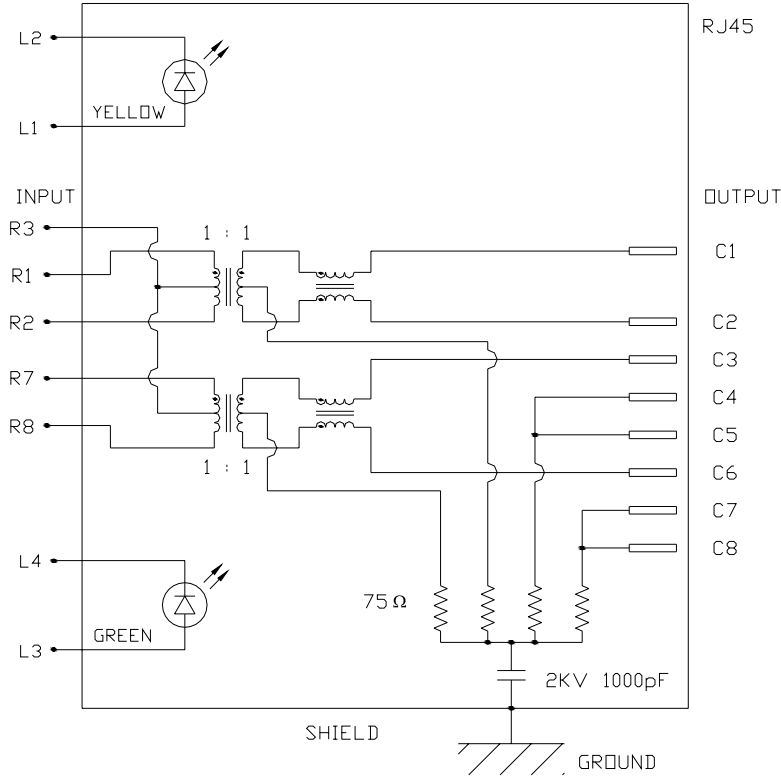 RJ45
L2
YELLOW
L1
INPUT
OUTPUT
R3
1 : 1
C1
R1
R2
C2
C3
R7
C4
R8
C5
1 : 1
C6
C7
C8
L4
75Ω
GREEN
L3
2KV 1000pF
SHIELD
GROUND